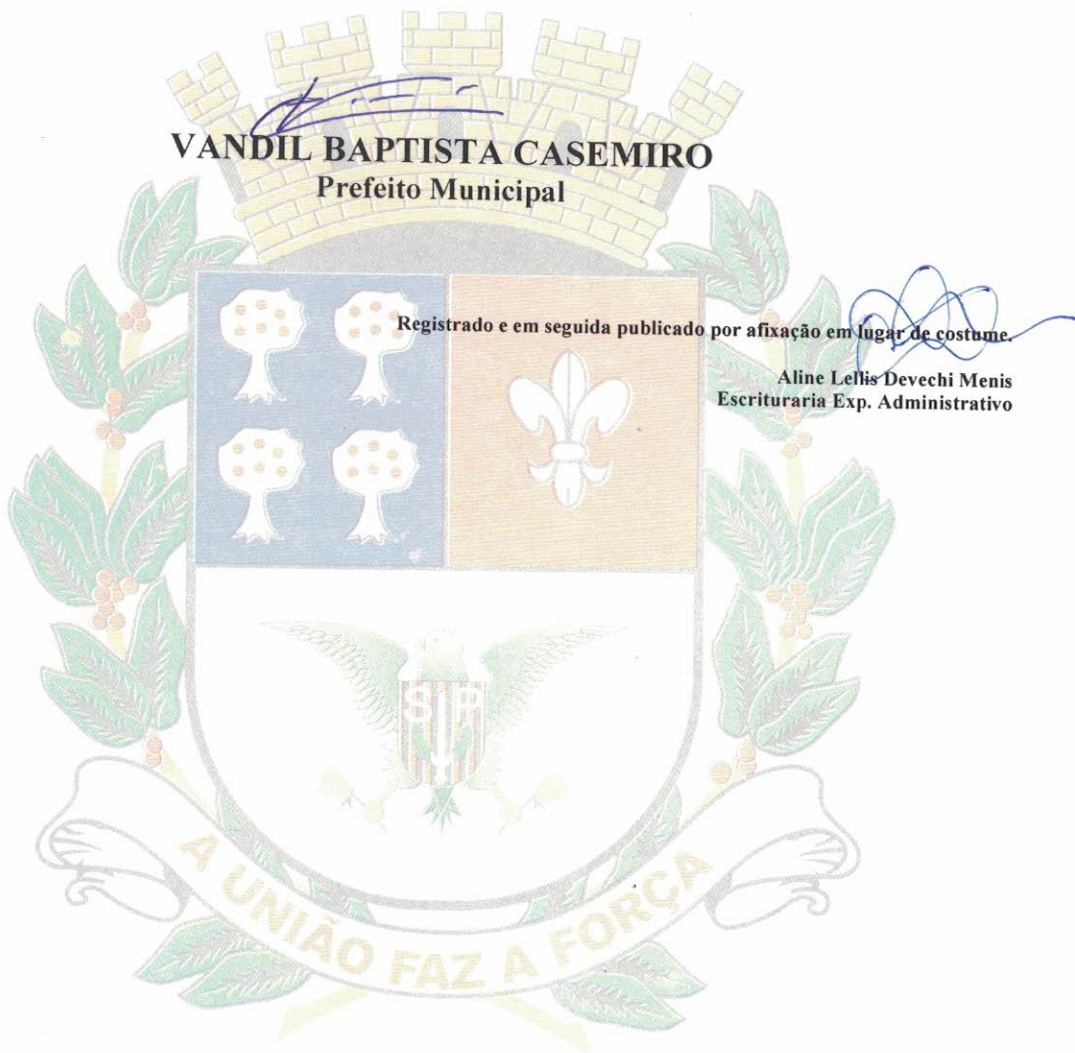 VANDIL BAPTISTA CASEMIRO
Prefeito Municipal
Registrado e em seguida publicado por afixação em lugar de costume.
Aline Lellis Devechi Menis
Escrituraria Exp. Administrativo
S P
A UNIÃO FAZ A FORÇA